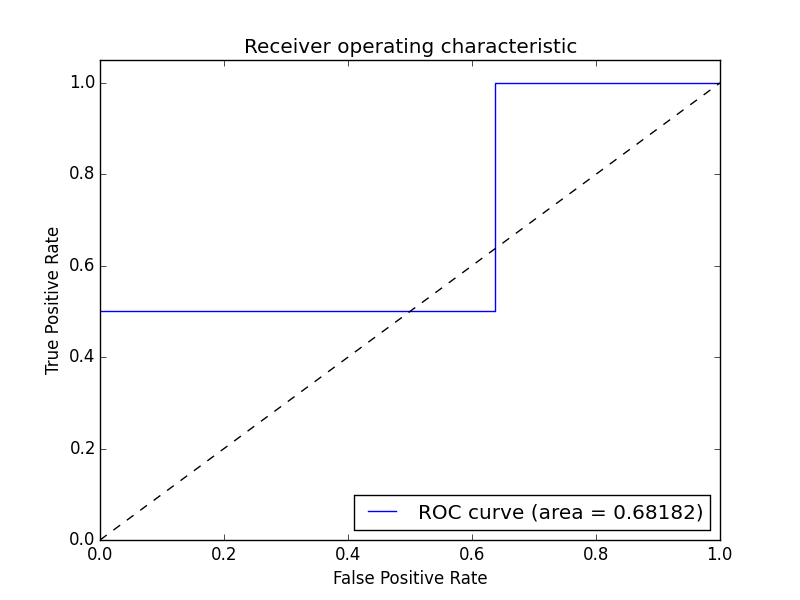 Receiver operating characteristic
True Positive Rate
1.0
0.8
0.6
0.4
0.2
0.0
ROC curve (area = 0.68182)
0.0 0.2 0.4 0.6 0.8 1.0
False Positive Rate